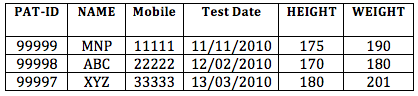 PAT-ID NAME Mobile Test Date HEIGHT WEIGHT
99999 MNP 11111 11/11/2010 175 190
99998 ABC 22222 12/02/2010 170 180
99997 XYZ 33333 13/03/2010 180 201